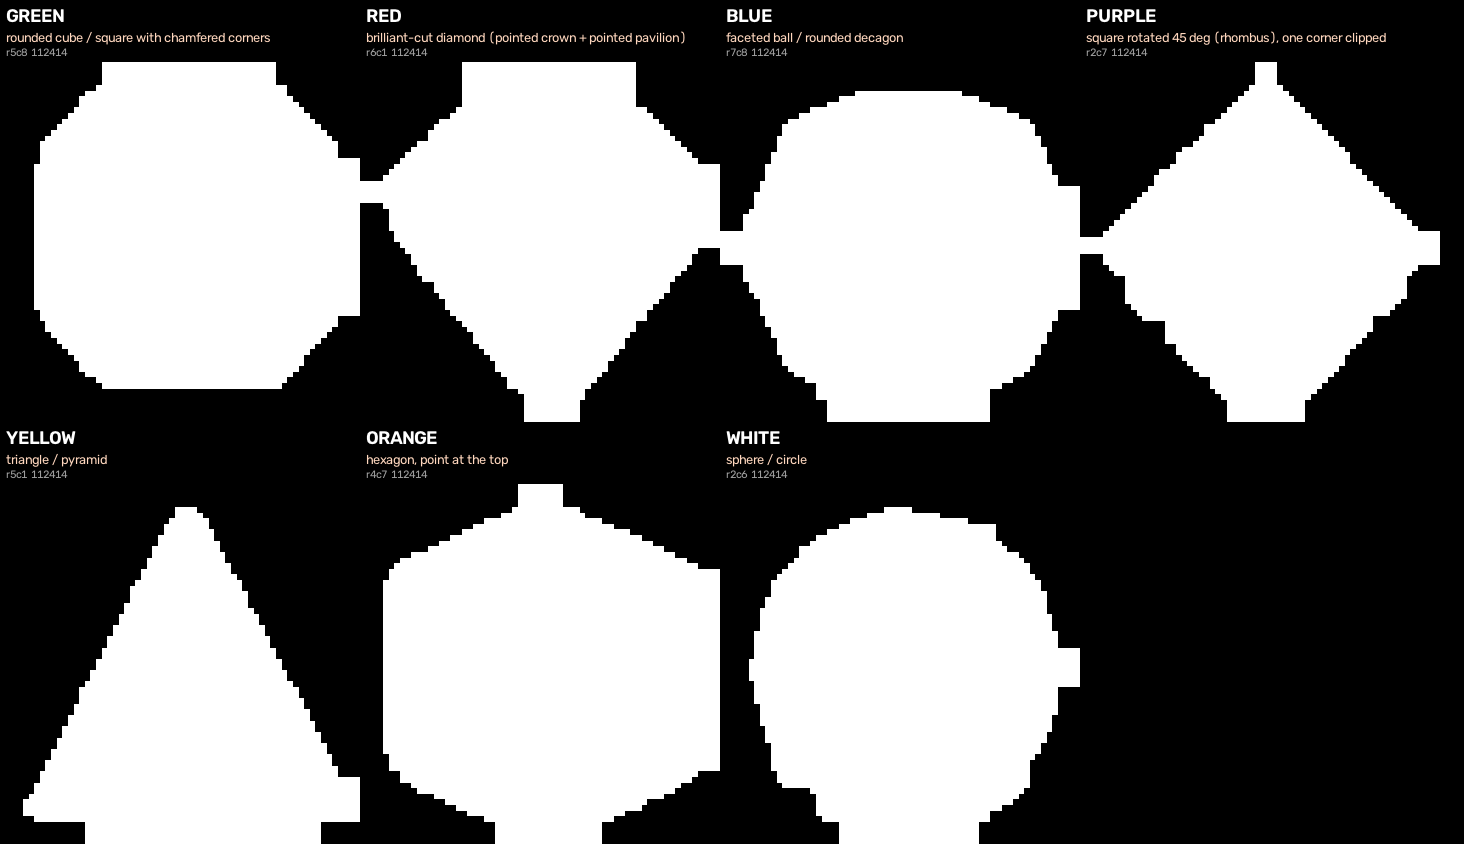 GREEN
rounded cube / square with chamfered corners
r5c8 112414
RED
brilliant-cut diamond (pointed crown + pointed pavilion)
r6c1 112414
BLUE
faceted ball / rounded decagon
r7c8 112414
PURPLE
square rotated 45 deg (rhombus), one corner clipped
r2c7 112414
YELLOW
triangle / pyramid
r5c1 112414
ORANGE
hexagon, point at the top
r4c7 112414
WHITE
sphere / circle
r2c6 112414